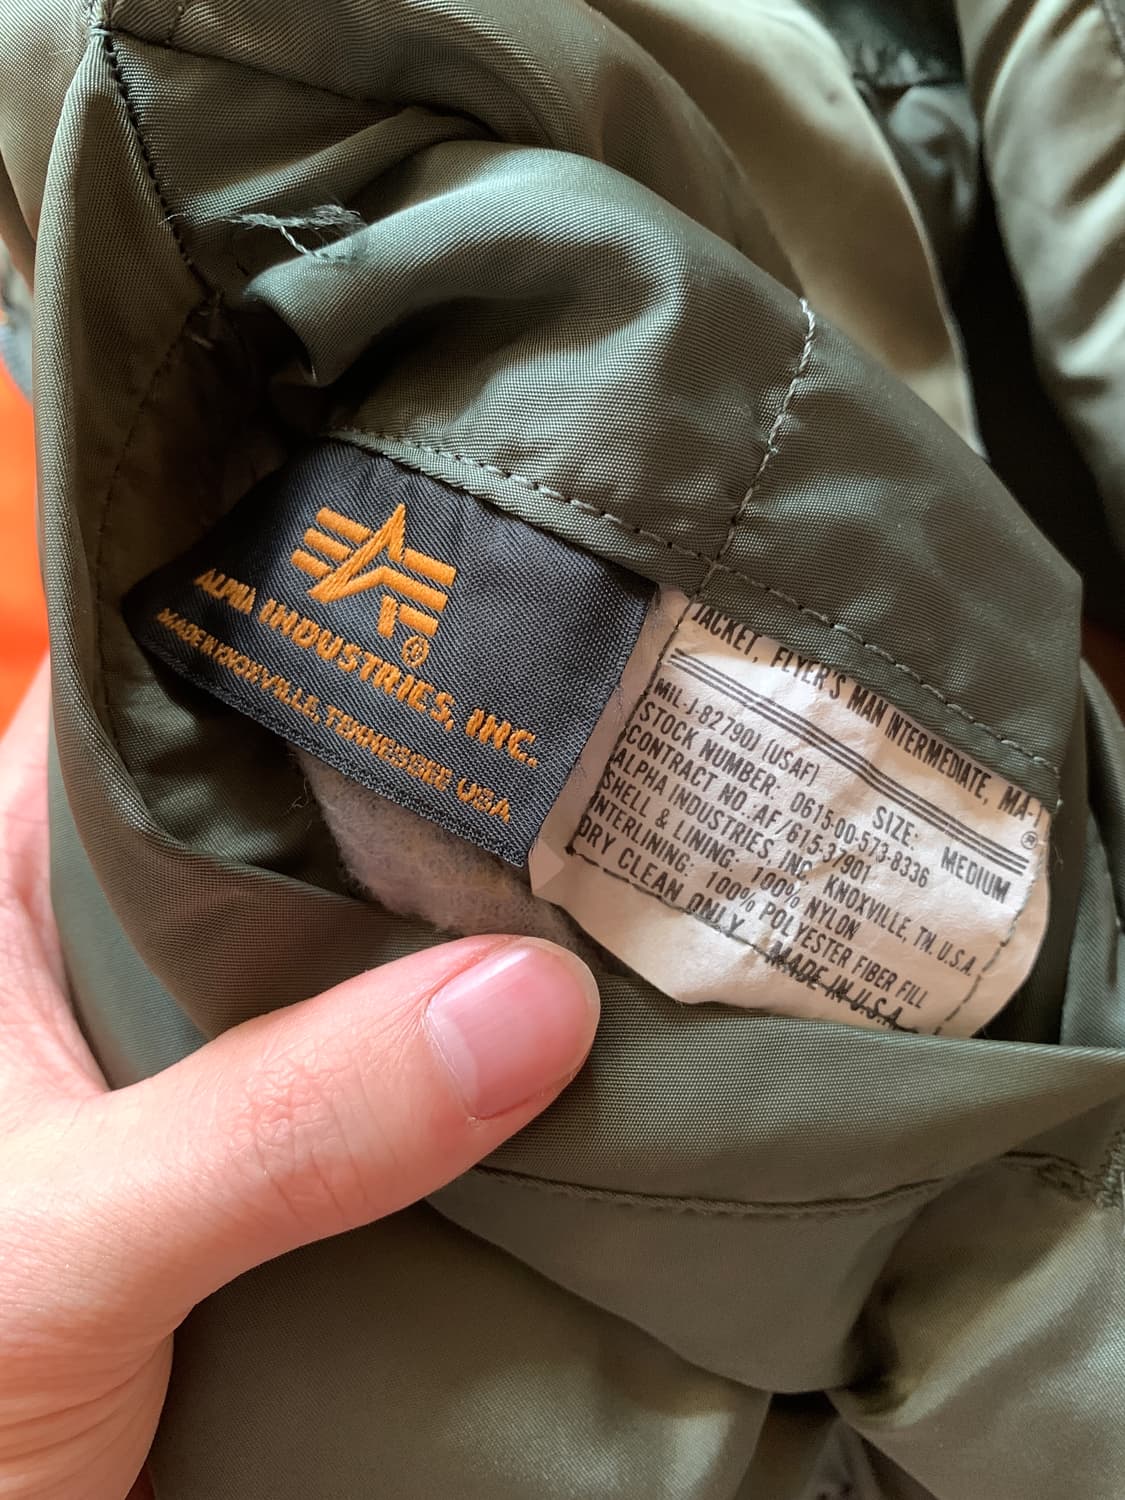 ALPHA INDUSTRIES, INC.
MADE IN KNOXVILLE, TENNESSEE USA
JACKET, FLYER'S MAN INTERMEDIATE, MA-1
®
SIZE: MEDIUM
MIL-J-8279D) (USAF)
STOCK NUMBER: 0615-00-573-8336
CONTRACT NO. AF/615-37901
ALPHA INDUSTRIES, INC. KNOXVILLE, TN. U.S.A.
SHELL & LINING: 100% NYLON
INTERLINING: 100% POLYESTER FIBER FILL
DRY CLEAN ONLY MADE IN U.S.A.